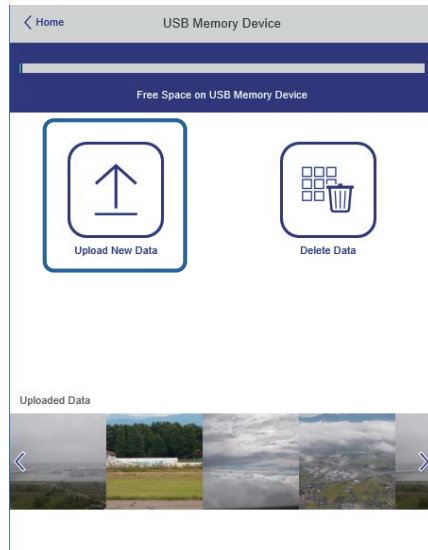 Home
USB Memory Device
Free Space on USB Memory Device
Upload New Data
Delete Data
Uploaded Data